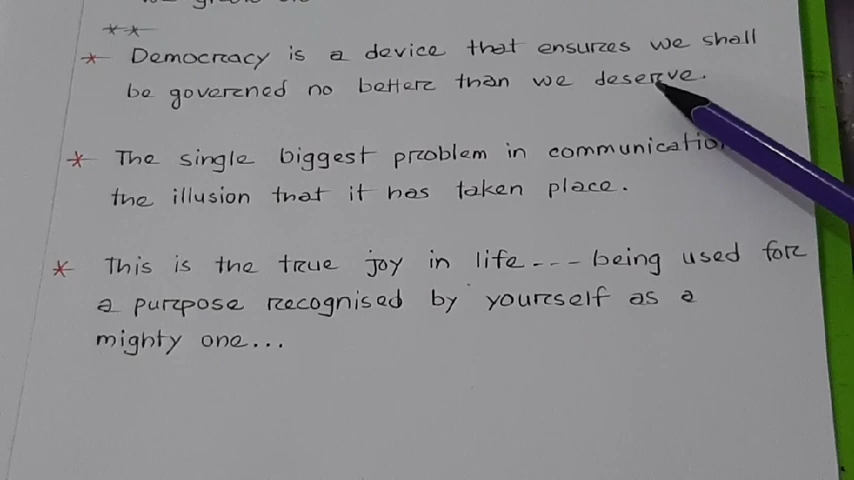 **
* Democracy is a device that ensures we shall
be governed no better than we deserve.
* The single biggest problem in communication
the illusion that it has taken place.
* This is the true joy in life --- being used for
a purpose recognised by yourself as a
mighty one...